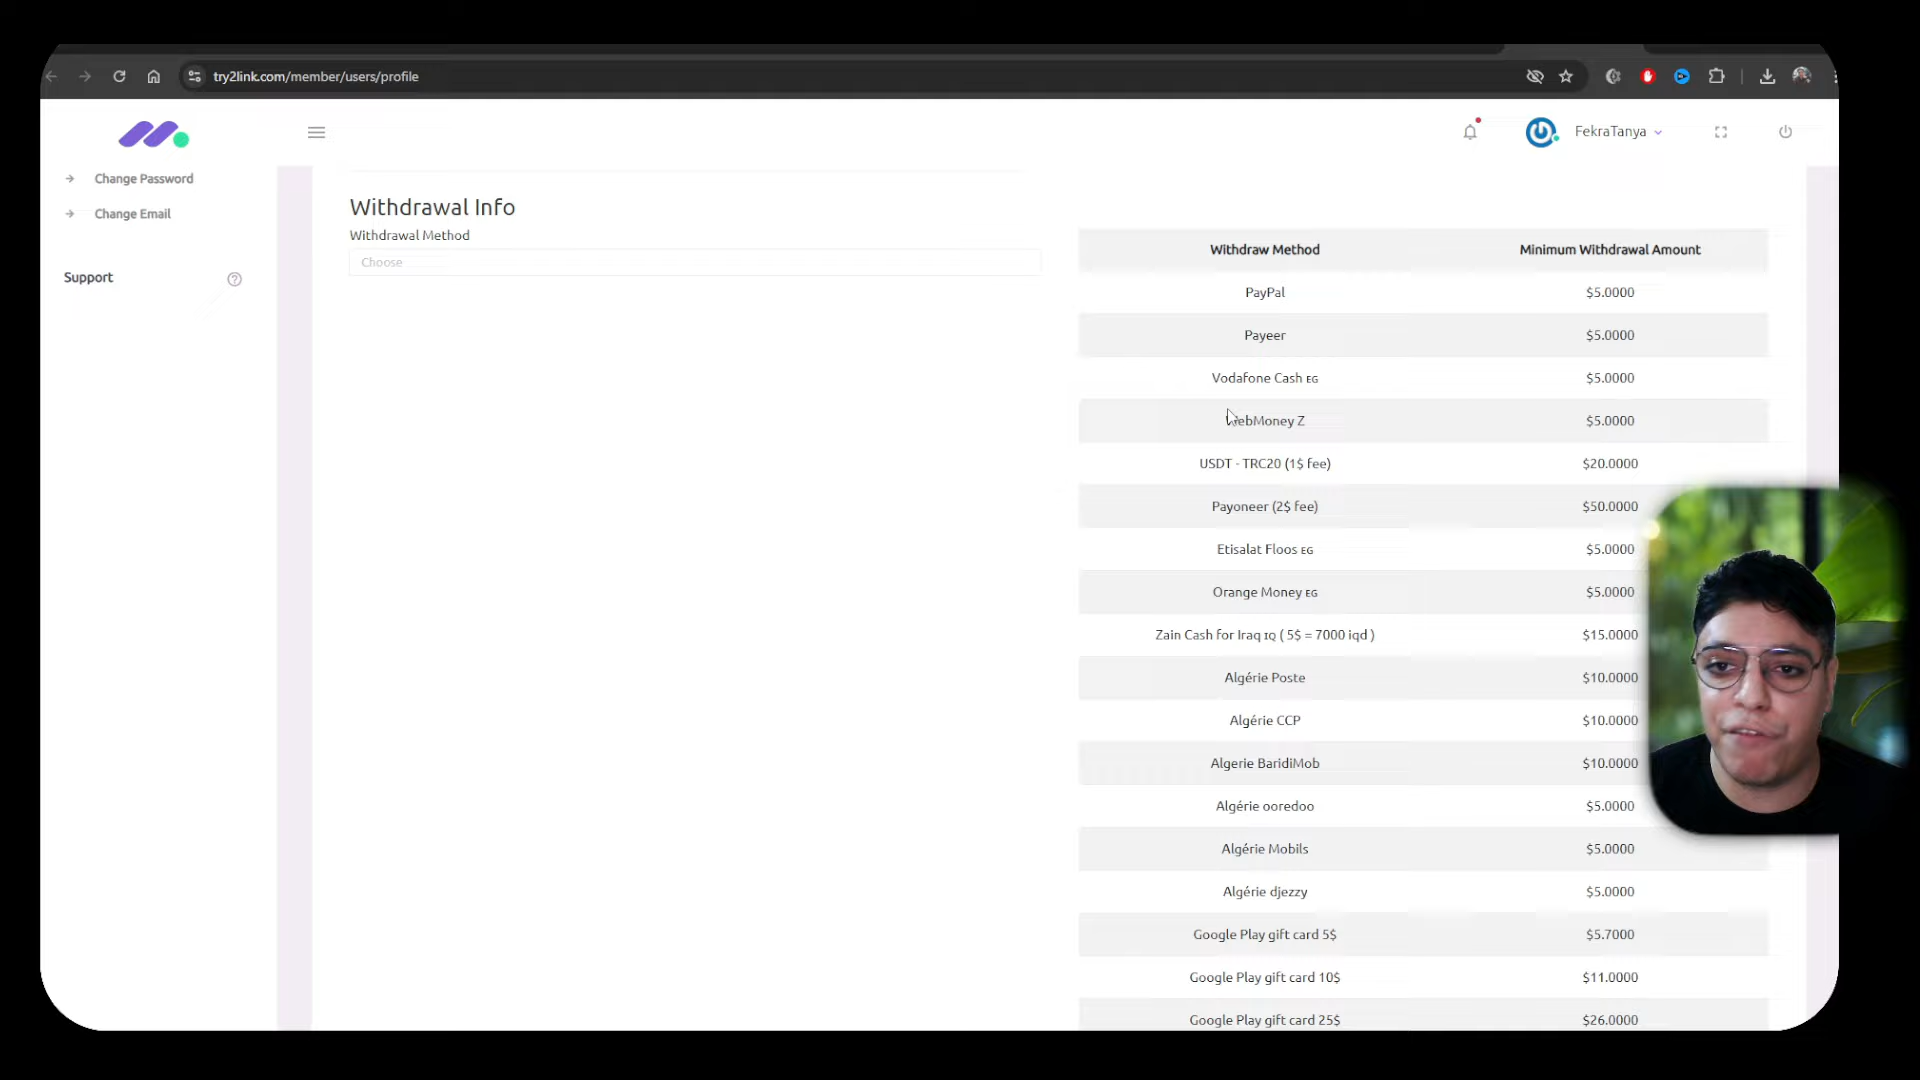 try2link.com/member/users/profile
FekraTanya
Change Password
Change Email
Support
Withdrawal Info
Withdrawal Method
Choose
Withdraw Method Minimum Withdrawal Amount
PayPal $5.0000
Payeer $5.0000
Vodafone Cash EG $5.0000
WebMoney Z $5.0000
USDT - TRC20 (1$ fee) $20.0000
Payoneer (2$ fee) $50.0000
Etisalat Floos EG $5.0000
Orange Money EG $5.0000
Zain Cash for Iraq IQ ( 5$ = 7000 iqd ) $15.0000
Algérie Poste $10.0000
Algérie CCP $10.0000
Algerie BaridiMob $10.0000
Algérie ooredoo $5.0000
Algérie Mobils $5.0000
Algérie djezzy $5.0000
Google Play gift card 5$ $5.7000
Google Play gift card 10$ $11.0000
Google Play gift card 25$ $26.0000